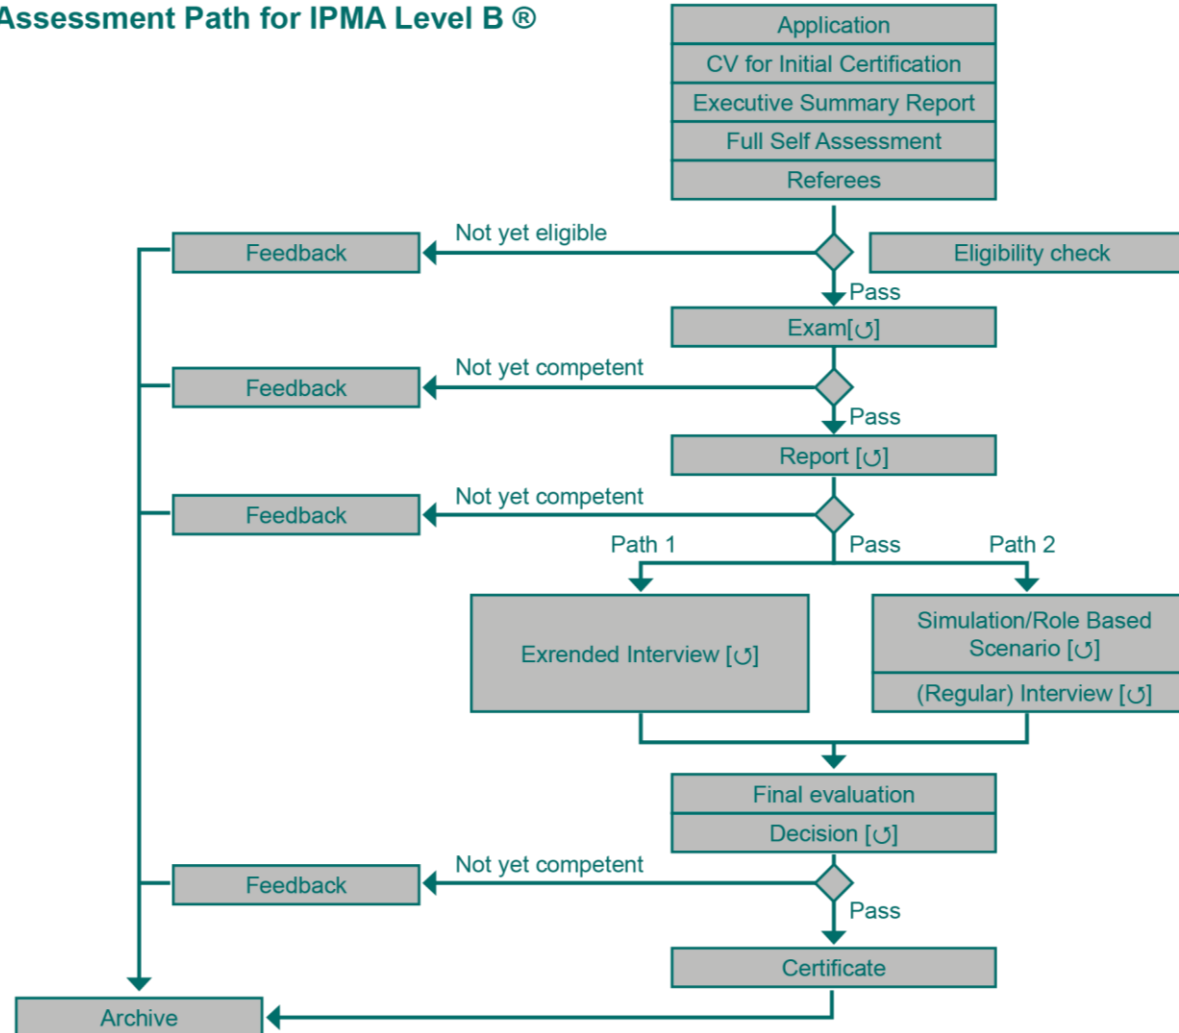 Assessment Path for IPMA Level B ®
Application
CV for Initial Certification
Executive Summary Report
Full Self Assessment
Referees
Not yet eligible
Feedback
Eligibility check
Pass
Exam[↺]
Not yet competent
Feedback
Pass
Report [↺]
Not yet competent
Feedback
Path 1
Pass
Path 2
Exrended Interview [↺]
Simulation/Role Based
Scenario [↺]
(Regular) Interview [↺]
Final evaluation
Decision [↺]
Not yet competent
Feedback
Pass
Certificate
Archive